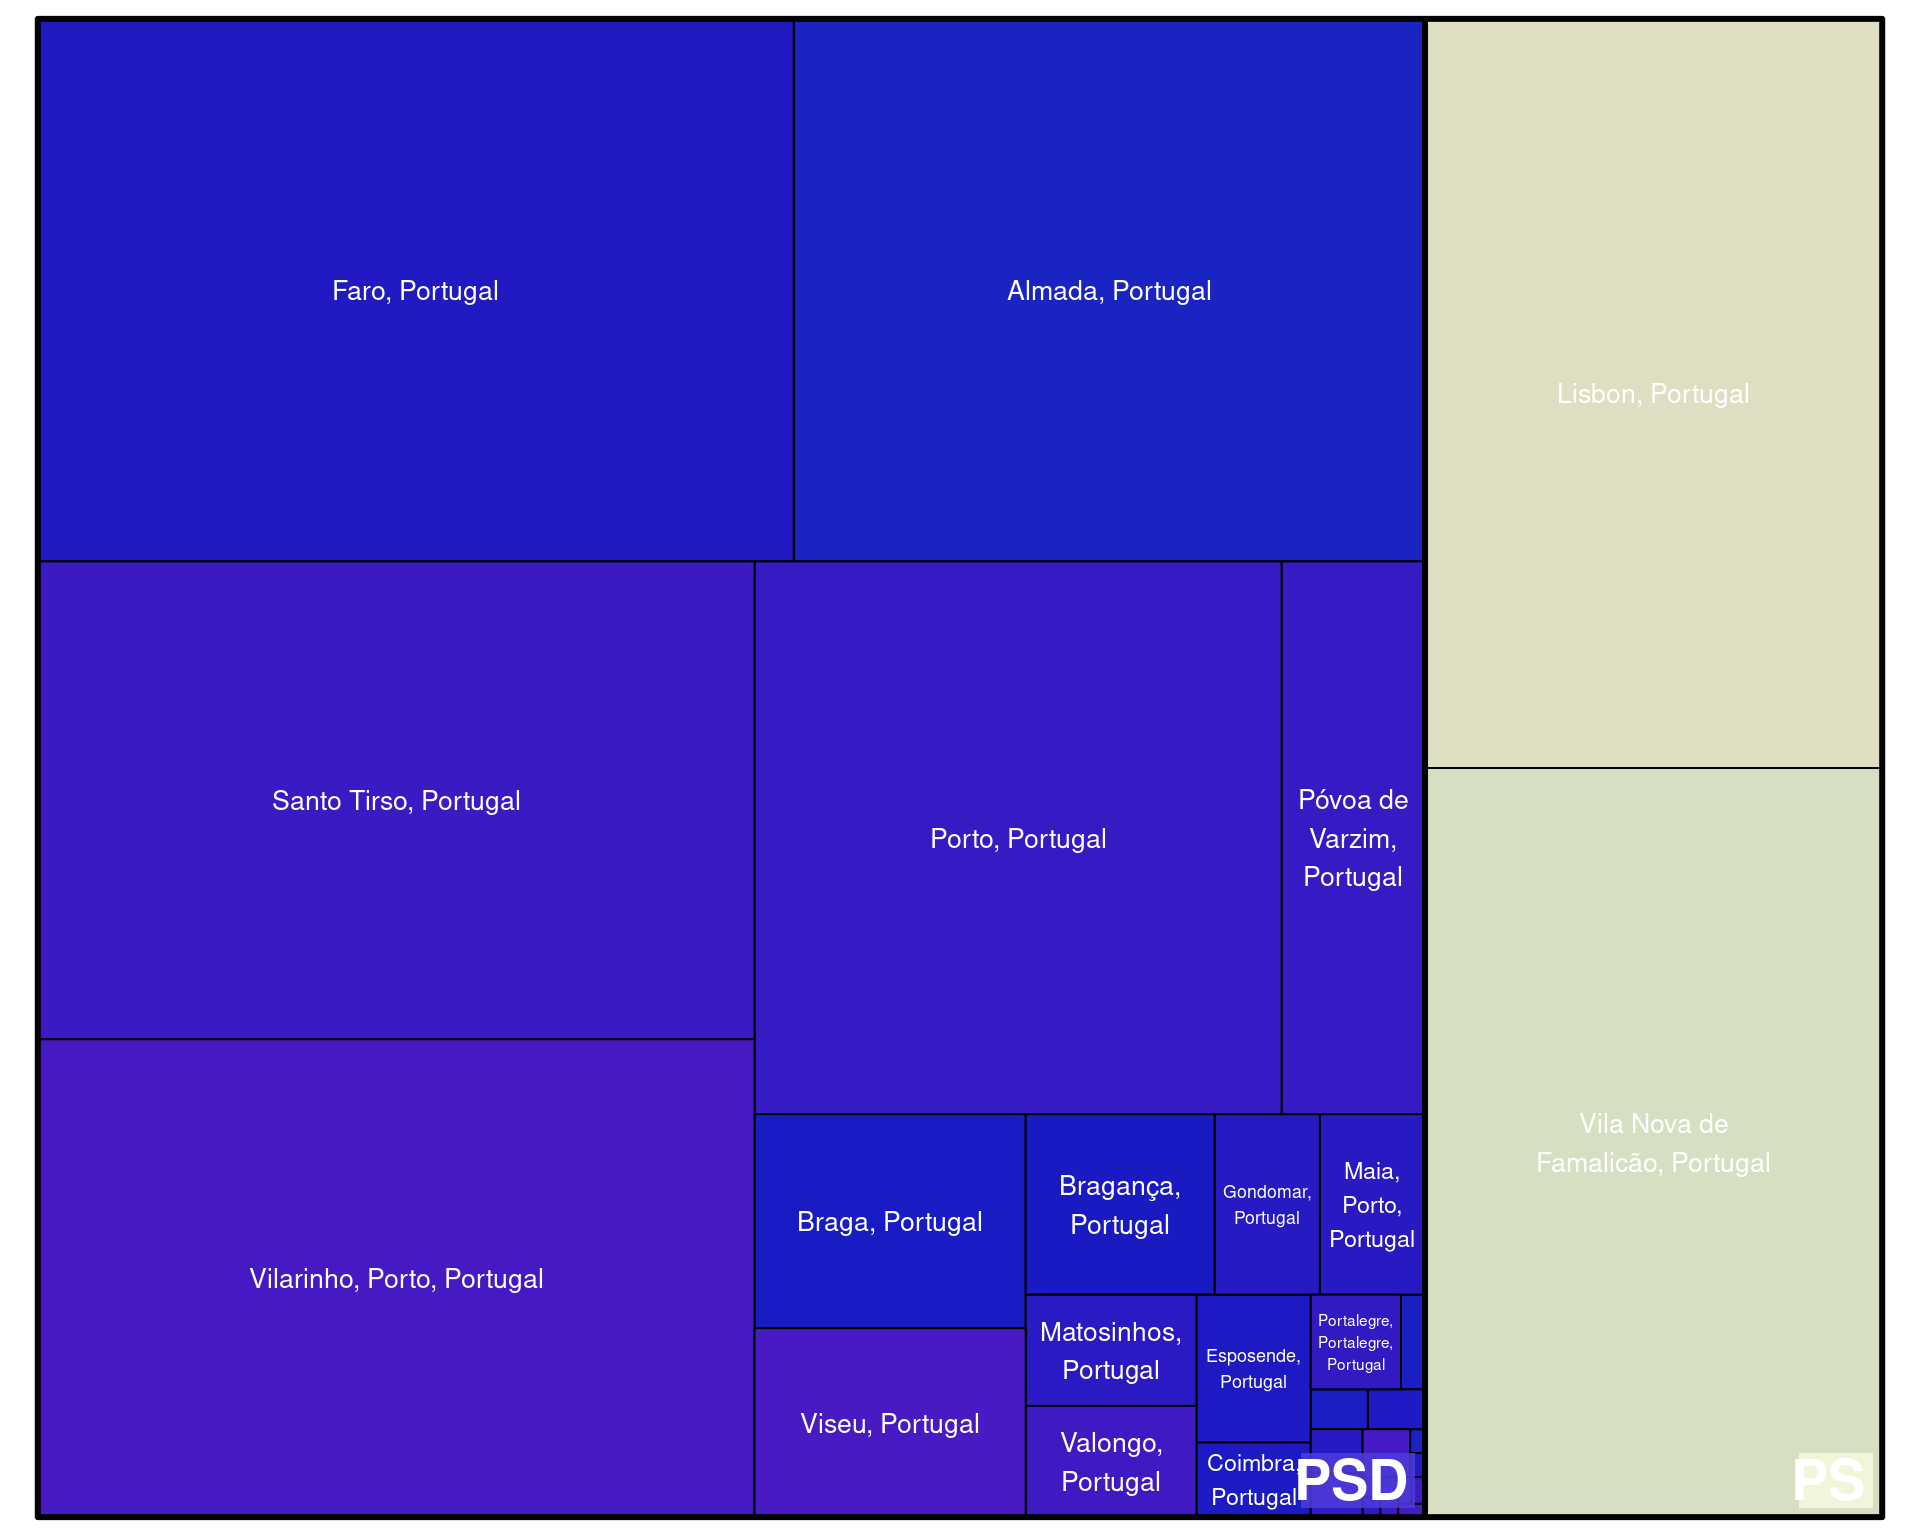 Faro, Portugal
Almada, Portugal
Lisbon, Portugal
Santo Tirso, Portugal
Porto, Portugal
Póvoa de
Varzim,
Portugal
Vila Nova de
Famalicão, Portugal
Vilarinho, Porto, Portugal
Braga, Portugal
Bragança,
Portugal
Gondomar,
Portugal
Maia,
Porto,
Portugal
Viseu, Portugal
Matosinhos,
Portugal
Esposende,
Portugal
Portalegre,
Portalegre,
Portugal
Valongo,
Portugal
Coimbra,
Portugal
PSD
PS